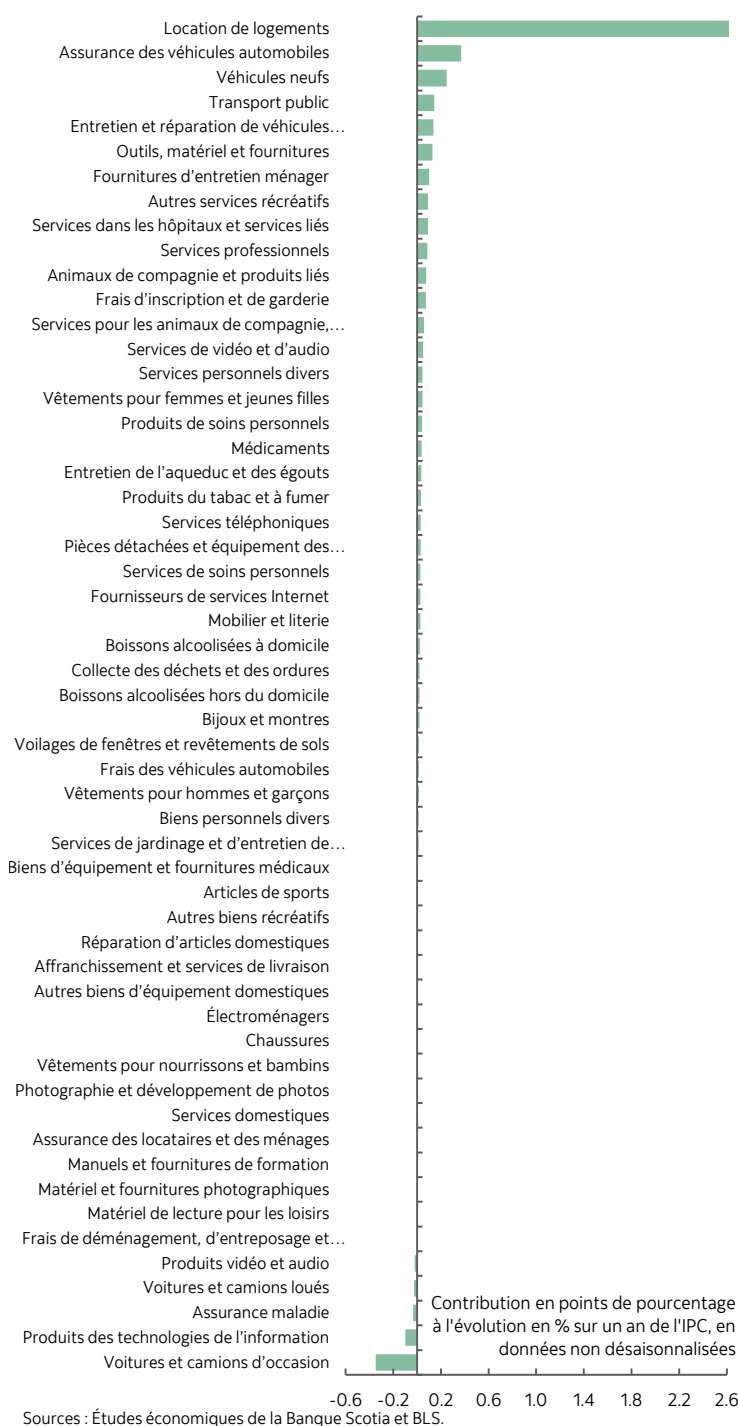 Location de logements
Assurance des véhicules automobiles
Véhicules neufs
Transport public
Entretien et réparation de véhicules…
Outils, matériel et fournitures
Fournitures d'entretien ménager
Autres services récréatifs
Services dans les hôpitaux et services liés
Services professionnels
Animaux de compagnie et produits liés
Frais d'inscription et de garderie
Services pour les animaux de compagnie,…
Services de vidéo et d'audio
Services personnels divers
Vêtements pour femmes et jeunes filles
Produits de soins personnels
Médicaments
Entretien de l'aqueduc et des égouts
Produits du tabac et à fumer
Services téléphoniques
Pièces détachées et équipement des…
Services de soins personnels
Fournisseurs de services Internet
Mobilier et literie
Boissons alcoolisées à domicile
Collecte des déchets et des ordures
Boissons alcoolisées hors du domicile
Bijoux et montres
Voilages de fenêtres et revêtements de sols
Frais des véhicules automobiles
Vêtements pour hommes et garçons
Biens personnels divers
Services de jardinage et d'entretien de…
Biens d'équipement et fournitures médicaux
Articles de sports
Autres biens récréatifs
Réparation d'articles domestiques
Affranchissement et services de livraison
Autres biens d'équipement domestiques
Électroménagers
Chaussures
Vêtements pour nourrissons et bambins
Photographie et développement de photos
Services domestiques
Assurance des locataires et des ménages
Manuels et fournitures de formation
Matériel et fournitures photographiques
Matériel de lecture pour les loisirs
Frais de déménagement, d'entreposage et…
Produits vidéo et audio
Voitures et camions loués
Assurance maladie
Produits des technologies de l'information
Voitures et camions d'occasion
Contribution en points de pourcentage
à l'évolution en % sur un an de l'IPC, en
données non désaisonnalisées
-0.6 -0.2 0.2 0.6 1.0 1.4 1.8 2.2 2.6
Sources : Études économiques de la Banque Scotia et BLS.